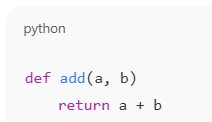 python
def add(a, b)
    return a + b